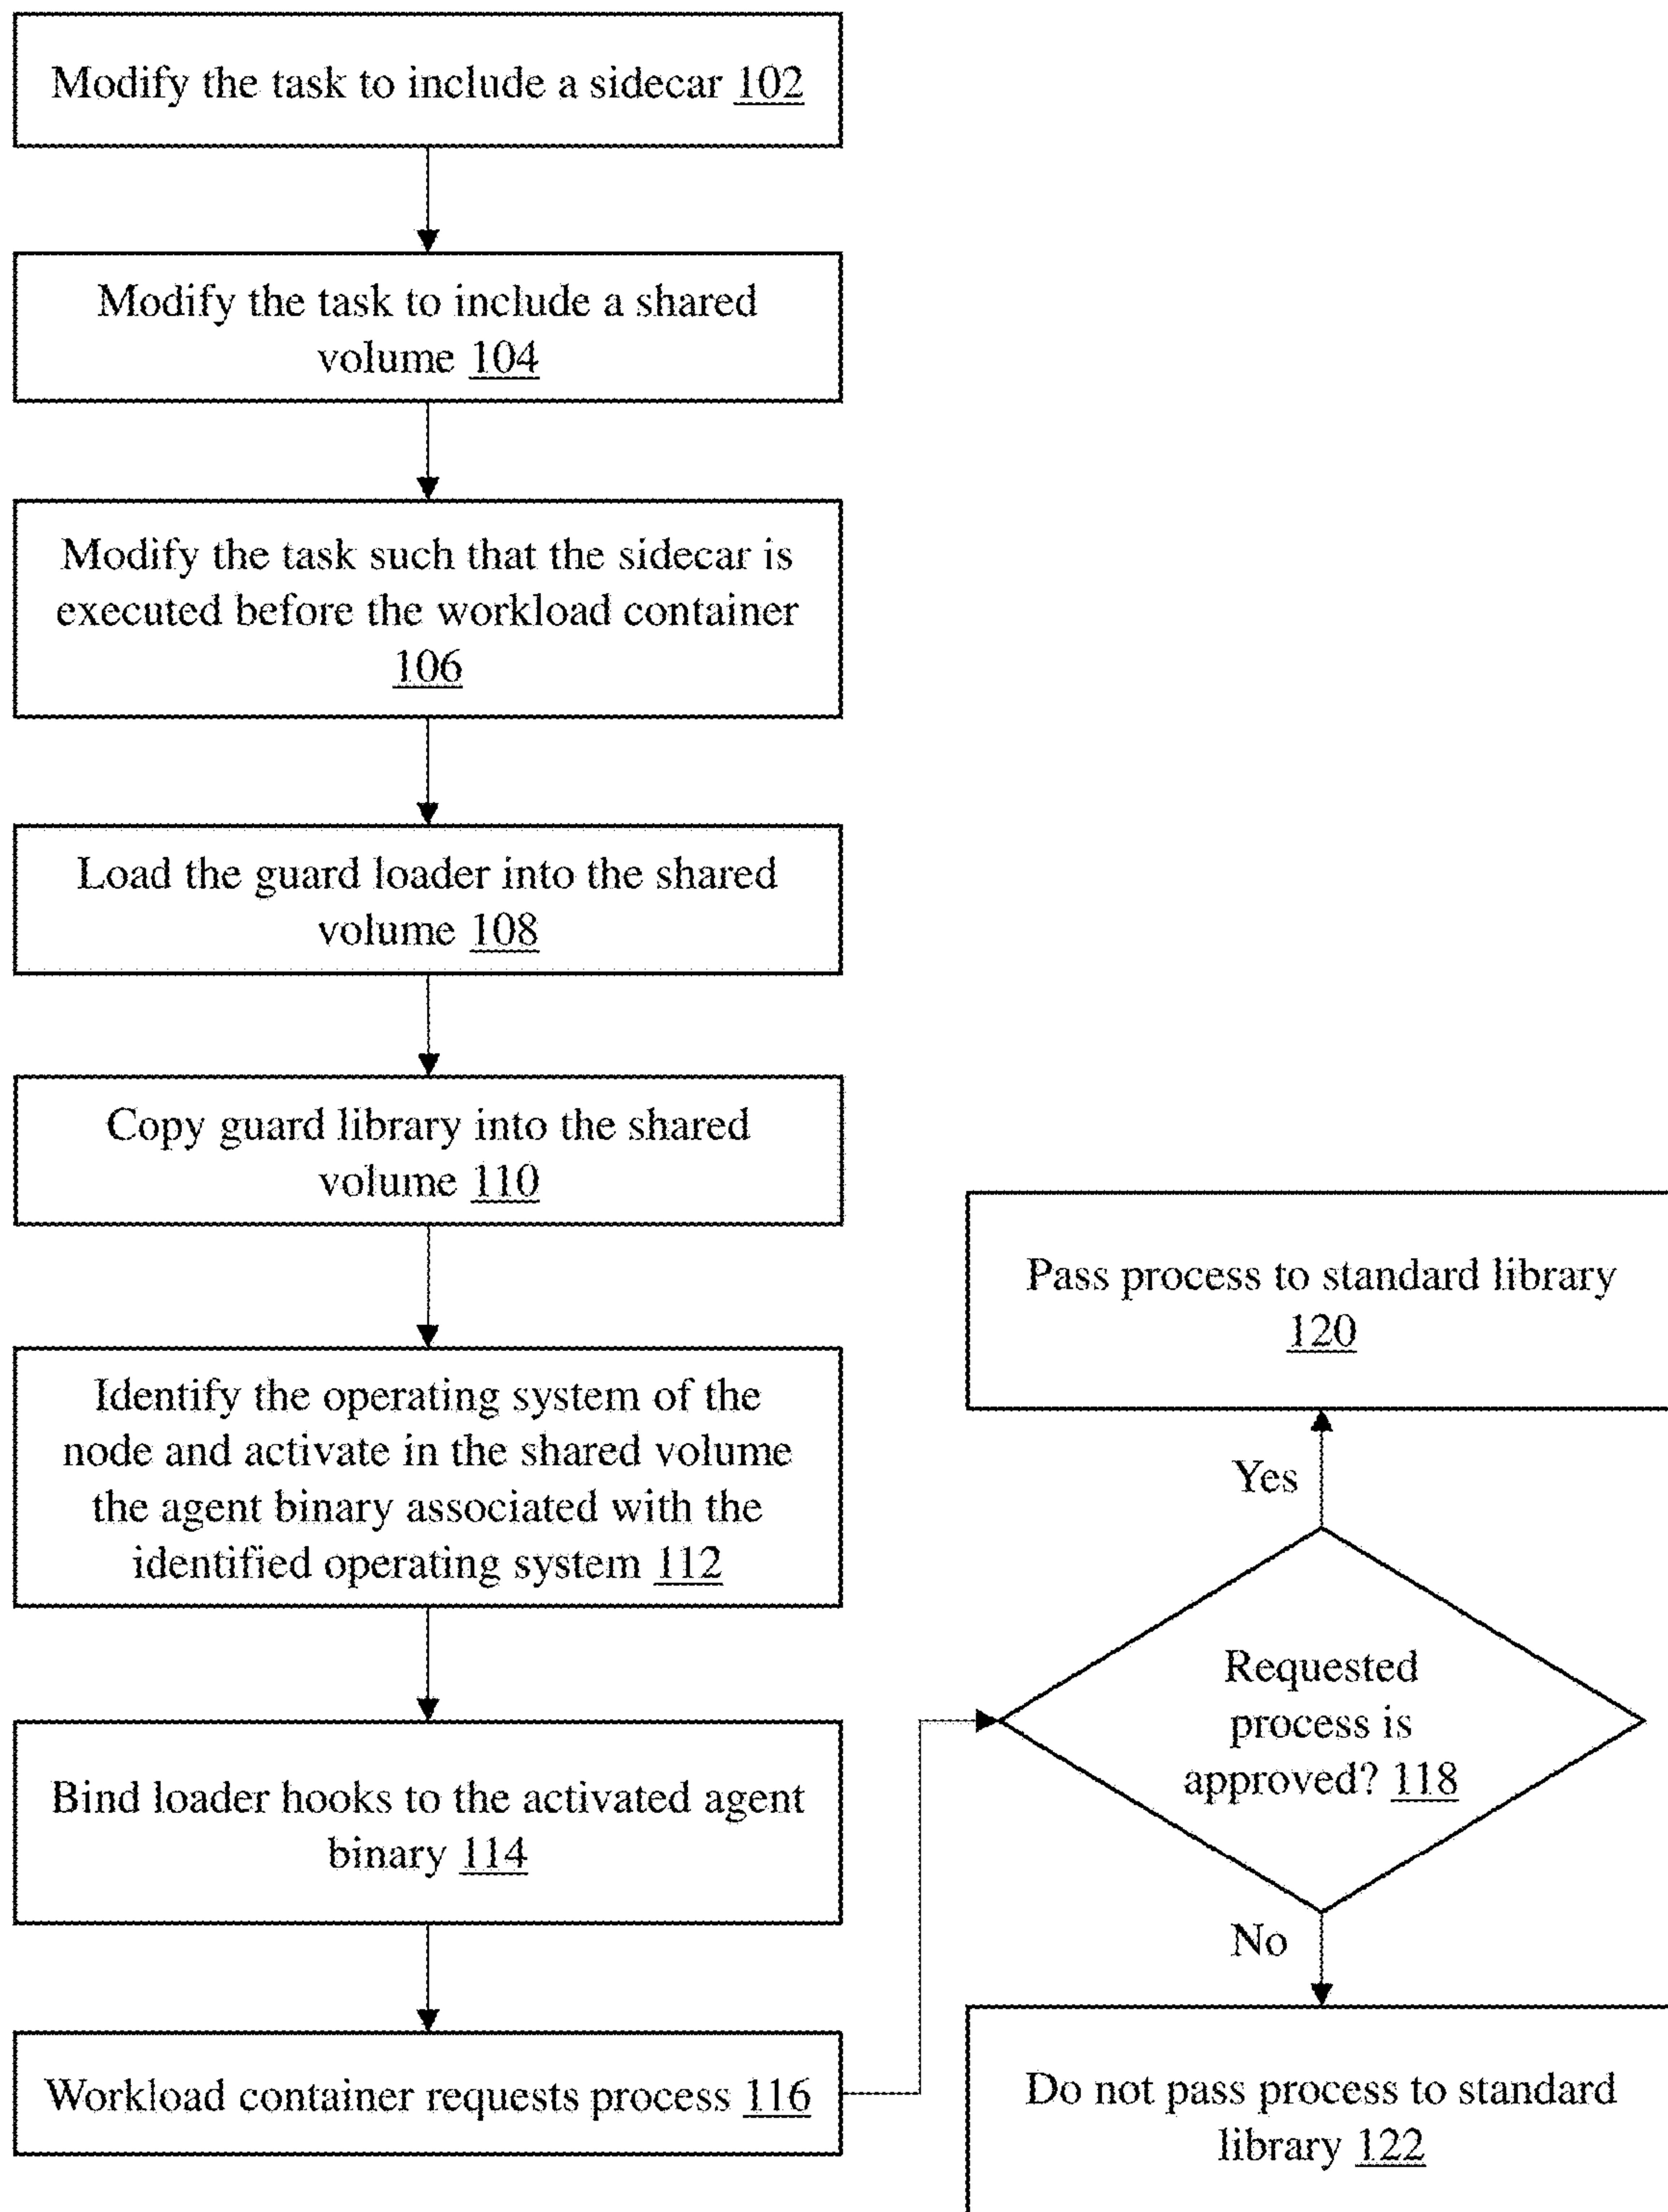 Modify the task to include a sidecar 102
Modify the task to include a shared
volume 104
Modify the task such that the sidecar is
executed before the workload container
106
Load the guard loader into the shared
volume 108
Copy guard library into the shared
volume 110
Identify the operating system of the
node and activate in the shared volume
the agent binary associated with the
identified operating system 112
Bind loader hooks to the activated agent
binary 114
Workload container requests process 116
Requested
process is
approved? 118
Yes
Pass process to standard library
120
No
Do not pass process to standard
library 122